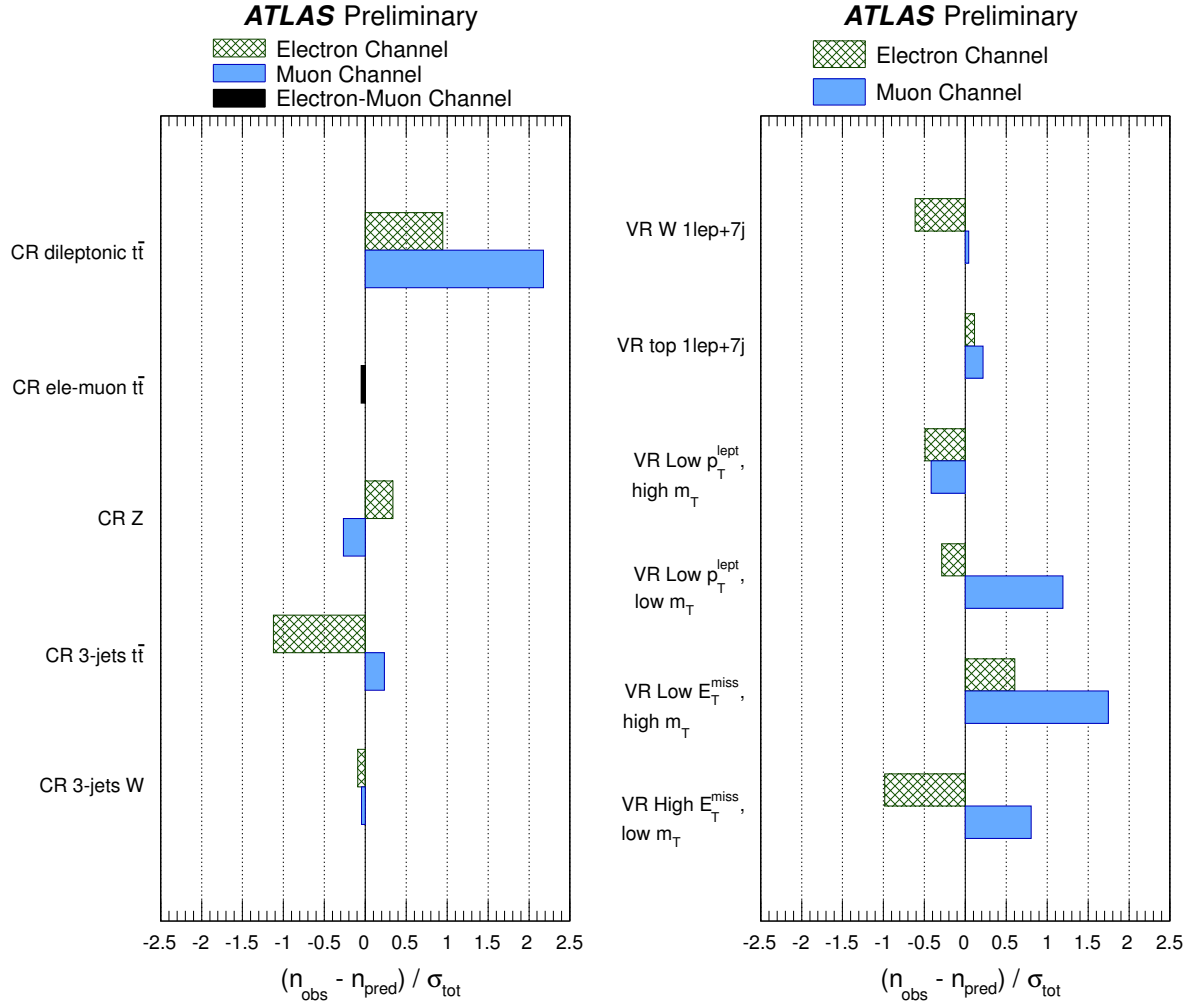 ATLAS Preliminary
Electron Channel
Muon Channel
Electron-Muon Channel
CR dileptonic tt̄
CR ele-muon tt̄
CR Z
CR 3-jets tt̄
CR 3-jets W
-2.5 -2 -1.5 -1 -0.5 0 0.5 1 1.5 2 2.5
(n_obs - n_pred) / σ_tot
ATLAS Preliminary
Electron Channel
Muon Channel
VR W 1lep+7j
VR top 1lep+7j
VR Low p_T^lept,
high m_T
VR Low p_T^lept,
low m_T
VR Low E_T^miss,
high m_T
VR High E_T^miss,
low m_T
-2.5 -2 -1.5 -1 -0.5 0 0.5 1 1.5 2 2.5
(n_obs - n_pred) / σ_tot